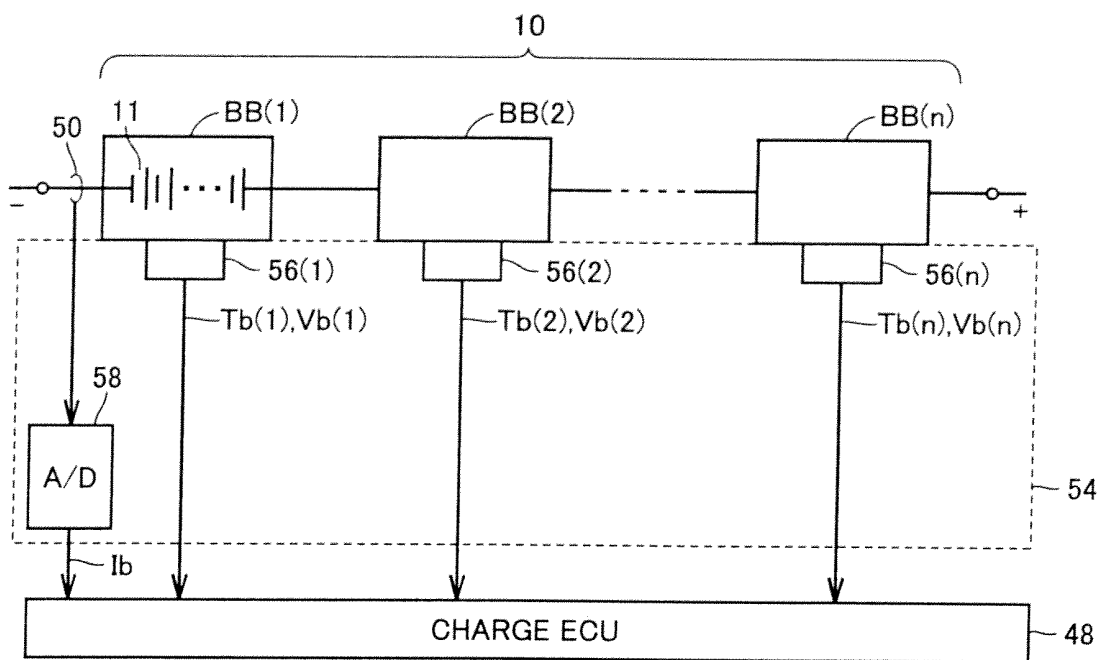 10
50
11
BB(1)
BB(2)
BB(n)
−
+
56(1)
56(2)
56(n)
Tb(1),Vb(1)
Tb(2),Vb(2)
Tb(n),Vb(n)
58
A/D
54
Ib
CHARGE ECU
48